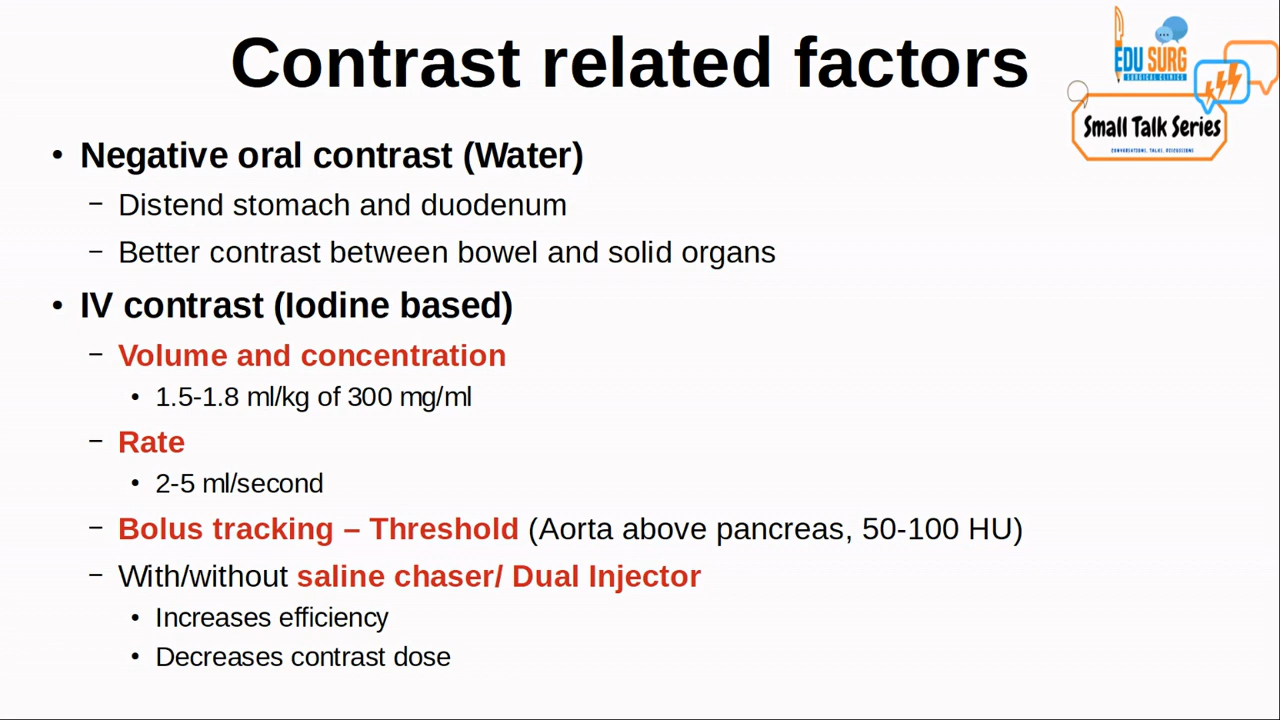 Contrast related factors
EDU SURG
SURGICAL CLINICS
Small Talk Series
CONVERSATIONS, TALKS, DISCUSSIONS
• Negative oral contrast (Water)
– Distend stomach and duodenum
– Better contrast between bowel and solid organs
• IV contrast (Iodine based)
– Volume and concentration
• 1.5-1.8 ml/kg of 300 mg/ml
– Rate
• 2-5 ml/second
– Bolus tracking – Threshold (Aorta above pancreas, 50-100 HU)
– With/without saline chaser/ Dual Injector
• Increases efficiency
• Decreases contrast dose